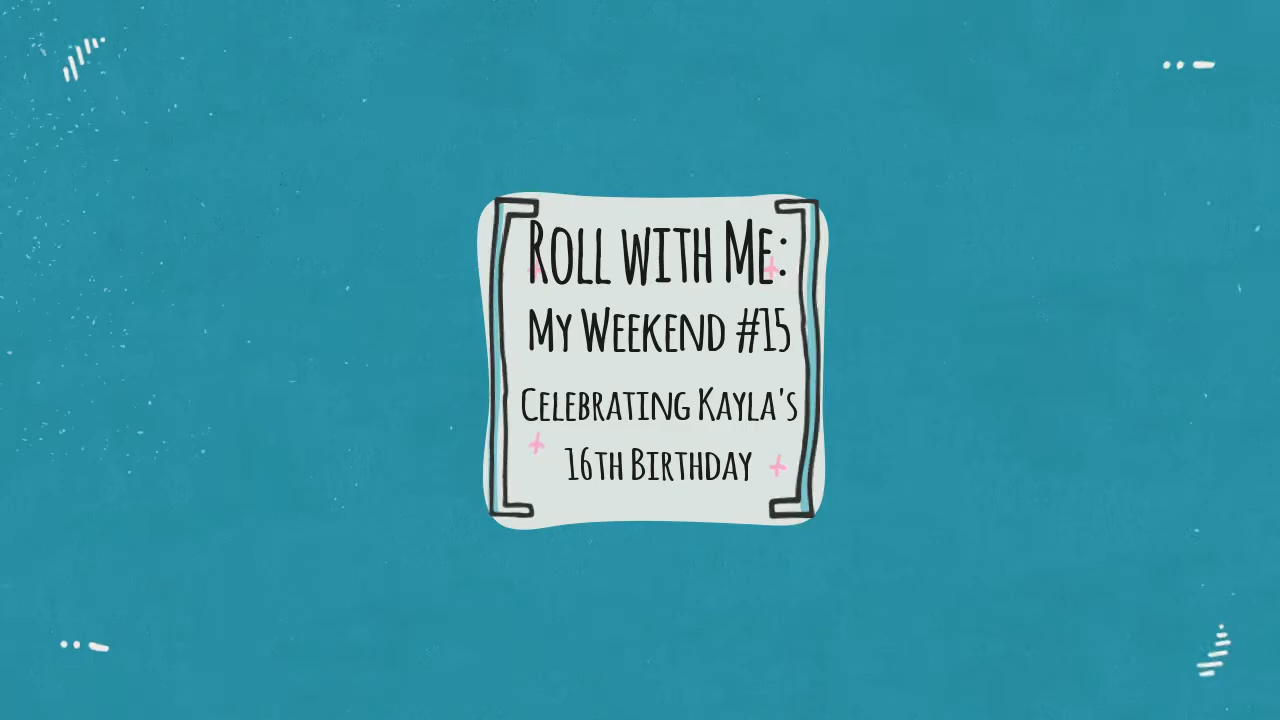 Roll with Me:
My Weekend #15
Celebrating Kayla's
16th Birthday